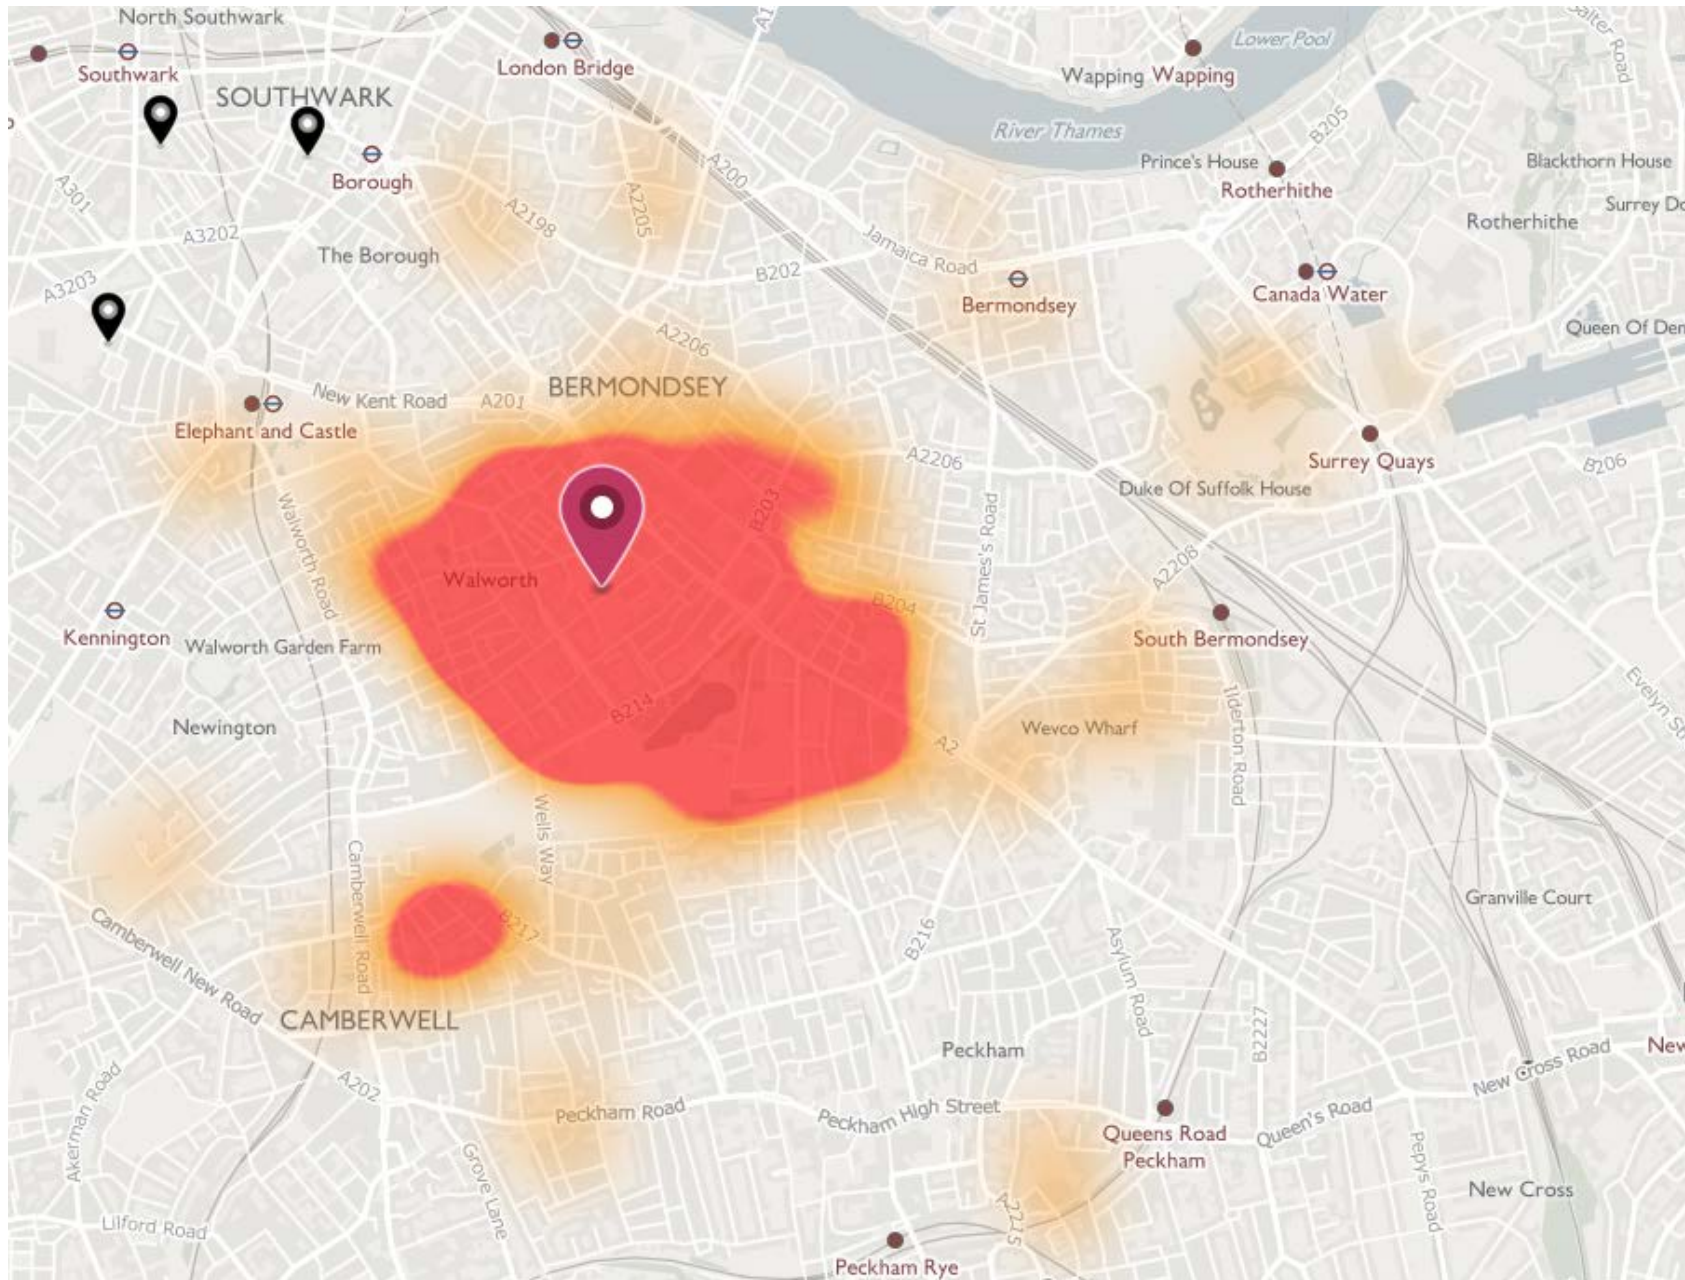 North Southwark
Southwark
SOUTHWARK
London Bridge
A1
Lower Pool
Wapping
Wapping
Salter Road
River Thames
B205
Borough
A200
Prince's House
Rotherhithe
Blackthorn House
A301
A2198
A2205
Surrey Do
Rotherhithe
A3202
The Borough
Jamaica Road
B202
A3203
Bermondsey
Canada Water
Queen Of Den
A2206
BERMONDSEY
New Kent Road
A201
Elephant and Castle
A2206
Surrey Quays
B206
Duke Of Suffolk House
Walworth Road
B203
St James's Road
A2208
Walworth
B204
Kennington
Walworth Garden Farm
South Bermondsey
Newington
B214
A2
Wevco Wharf
Ilderton Road
Evelyn St
Wells Way
Camberwell Road
B217
B216
Granville Court
Camberwell New Road
Asylum Road
CAMBERWELL
B2227
Peckham
New Cross Road
New
Akerman Road
A202
Peckham Road
Peckham High Street
Queens Road
Peckham
Queen's Road
Pepys Road
Grove Lane
A2215
New Cross
Lilford Road
Peckham Rye